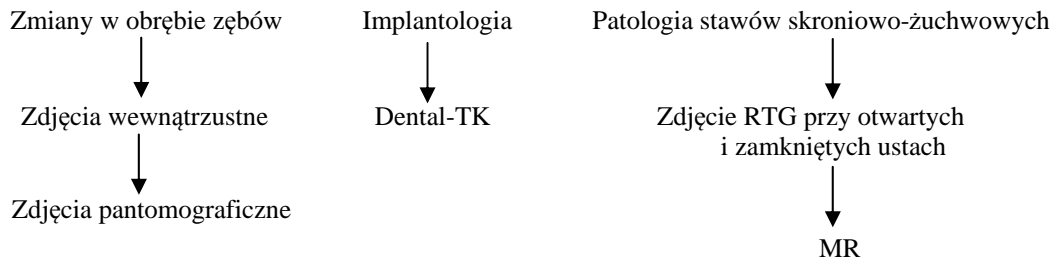 Zmiany w obrębie zębów
Zdjęcia wewnątrzustne
Zdjęcia pantomograficzne
Implantologia
Dental-TK
Patologia stawów skroniowo-żuchwowych
Zdjęcie RTG przy otwartych
i zamkniętych ustach
MR